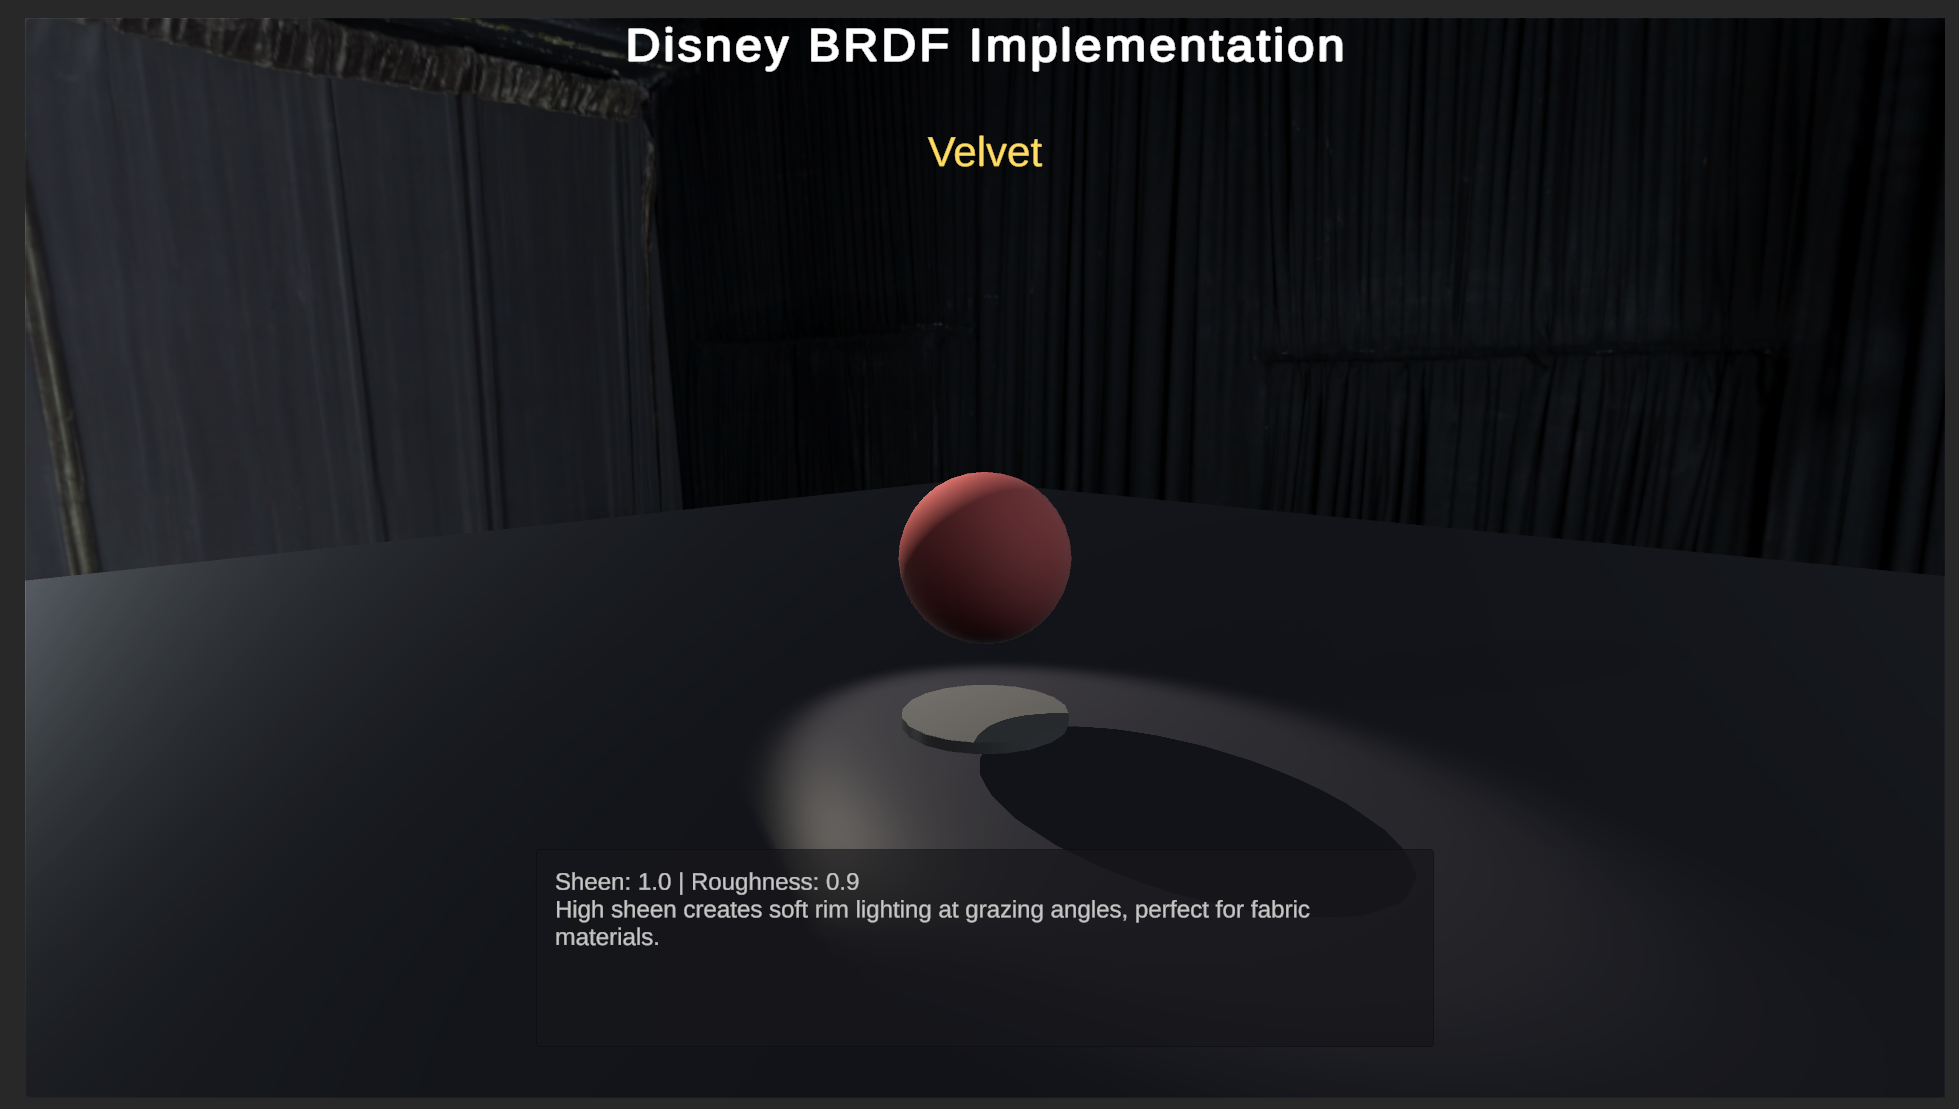 Disney BRDF Implementation
Velvet
Sheen: 1.0 | Roughness: 0.9
High sheen creates soft rim lighting at grazing angles, perfect for fabric
materials.